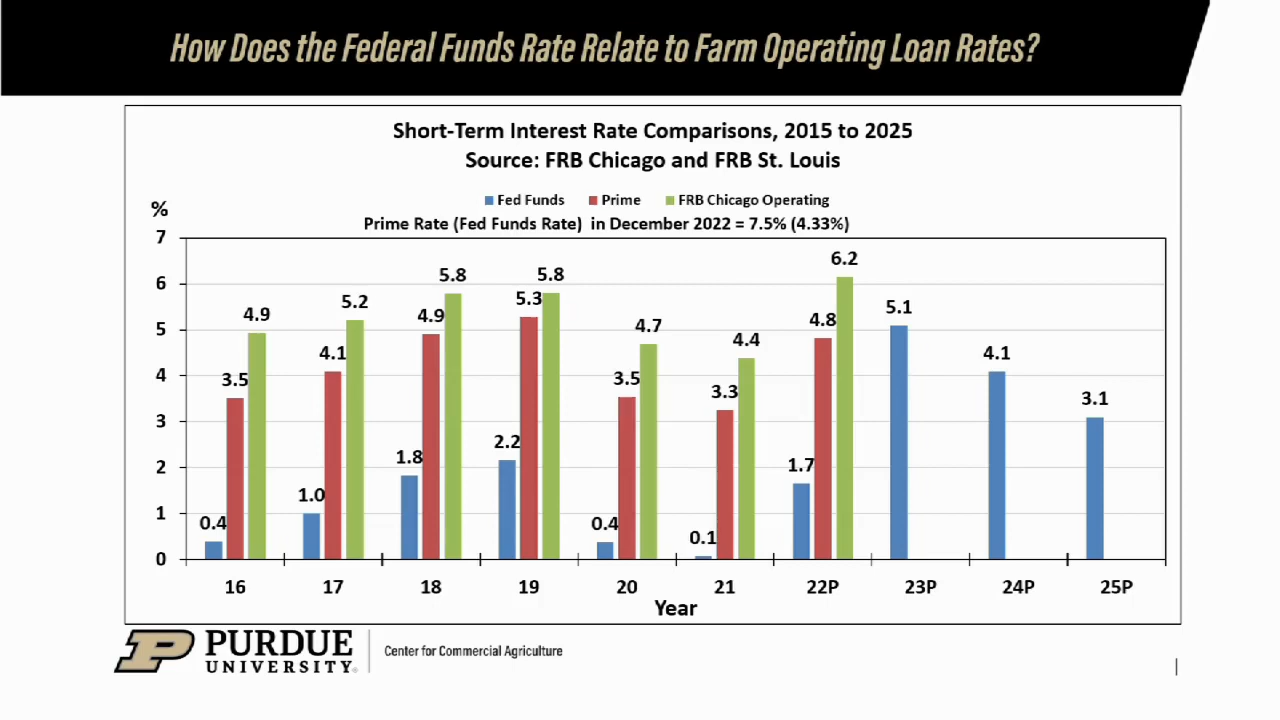 How Does the Federal Funds Rate Relate to Farm Operating Loan Rates?
Short-Term Interest Rate Comparisons, 2015 to 2025
Source: FRB Chicago and FRB St. Louis
% Fed Funds Prime FRB Chicago Operating
Prime Rate (Fed Funds Rate) in December 2022 = 7.5% (4.33%)
7
6
5
4
3
2
1
0
0.4 3.5 4.9
1.0 4.1 5.2
1.8 4.9 5.8
2.2 5.3 5.8
0.4 3.5 4.7
0.1 3.3 4.4
1.7 4.8 6.2
5.1
4.1
3.1
16 17 18 19 20 21 22P 23P 24P 25P
Year
P PURDUE UNIVERSITY.
Center for Commercial Agriculture